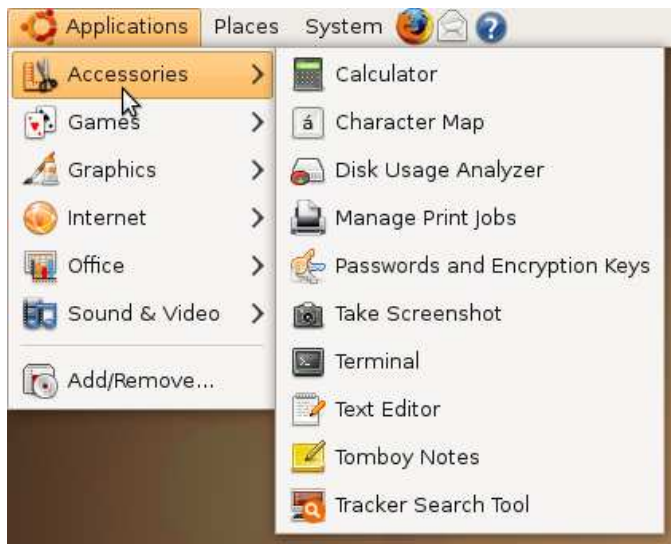 Applications Places System
Accessories
Games
Graphics
Internet
Office
Sound & Video
Add/Remove...
Calculator
á Character Map
Disk Usage Analyzer
Manage Print Jobs
Passwords and Encryption Keys
Take Screenshot
Terminal
Text Editor
Tomboy Notes
Tracker Search Tool